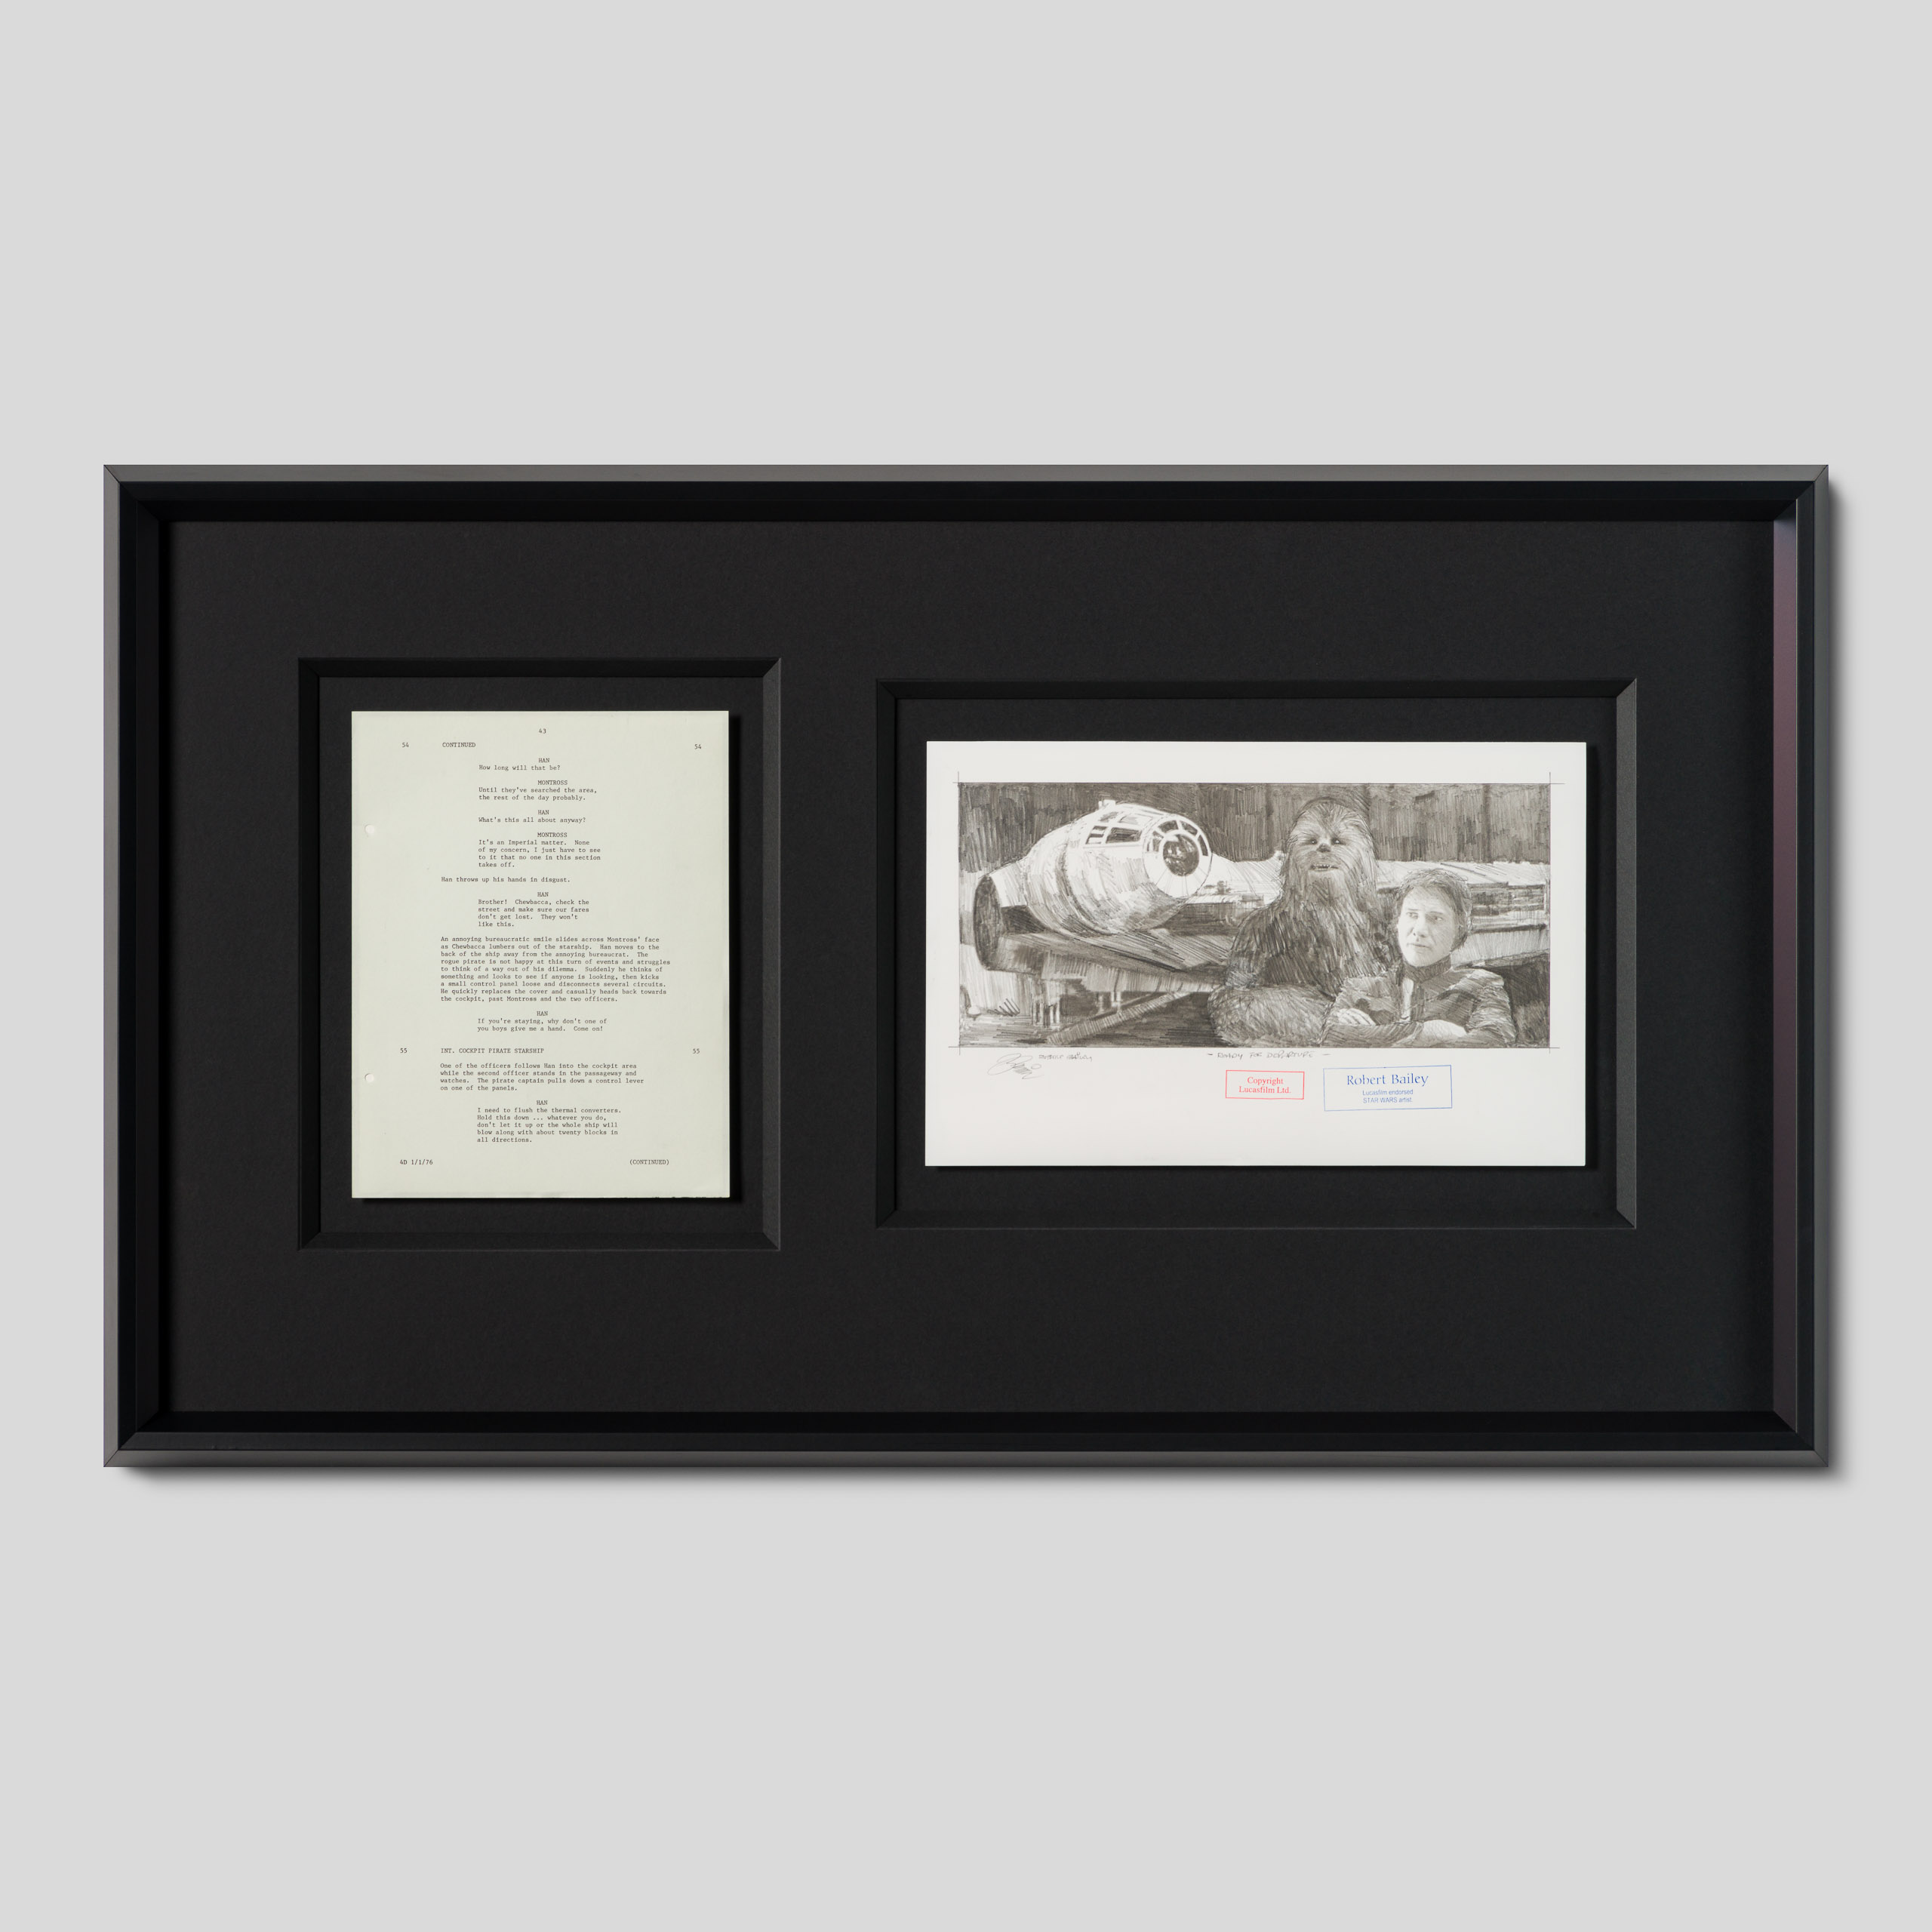 43
54 CONTINUED 54
HAN
How long will that be?
MONTROSS
Until they've searched the area,
the rest of the day probably.
HAN
What's this all about anyway?
MONTROSS
It's an Imperial matter. None
of my concern, I just have to see
to it that no one in this section
takes off.
Han throws up his hands in disgust.
HAN
Brother! Chewbacca, check the
street and make sure our fares
don't get lost. They won't
like this.
An annoying bureaucratic smile slides across Montross' face
as Chewbacca lumbers out of the starship. Han moves to the
back of the ship away from the annoying bureaucrat. The
rogue pirate is not happy at this turn of events and struggles
to think of a way out of his dilemma. Suddenly he thinks of
something and looks to see if anyone is looking, then kicks
a small control panel loose and disconnects several circuits.
He quickly replaces the cover and casually heads back towards
the cockpit, past Montross and the two officers.
HAN
If you're staying, why don't one of
you boys give me a hand. Come on!
55 INT. COCKPIT PIRATE STARSHIP 55
One of the officers follows Han into the cockpit area
while the second officer stands in the passageway and
watches. The pirate captain pulls down a control lever
on one of the panels.
HAN
I need to flush the thermal converters.
Hold this down ... whatever you do,
don't let it up or the whole ship will
blow along with about twenty blocks in
all directions.
4D 1/1/76 (CONTINUED)
ROBERT BAILEY
- READY FOR DEPARTURE -
Copyright
Lucasfilm Ltd.
Robert Bailey
Lucasfilm endorsed
STAR WARS artist.